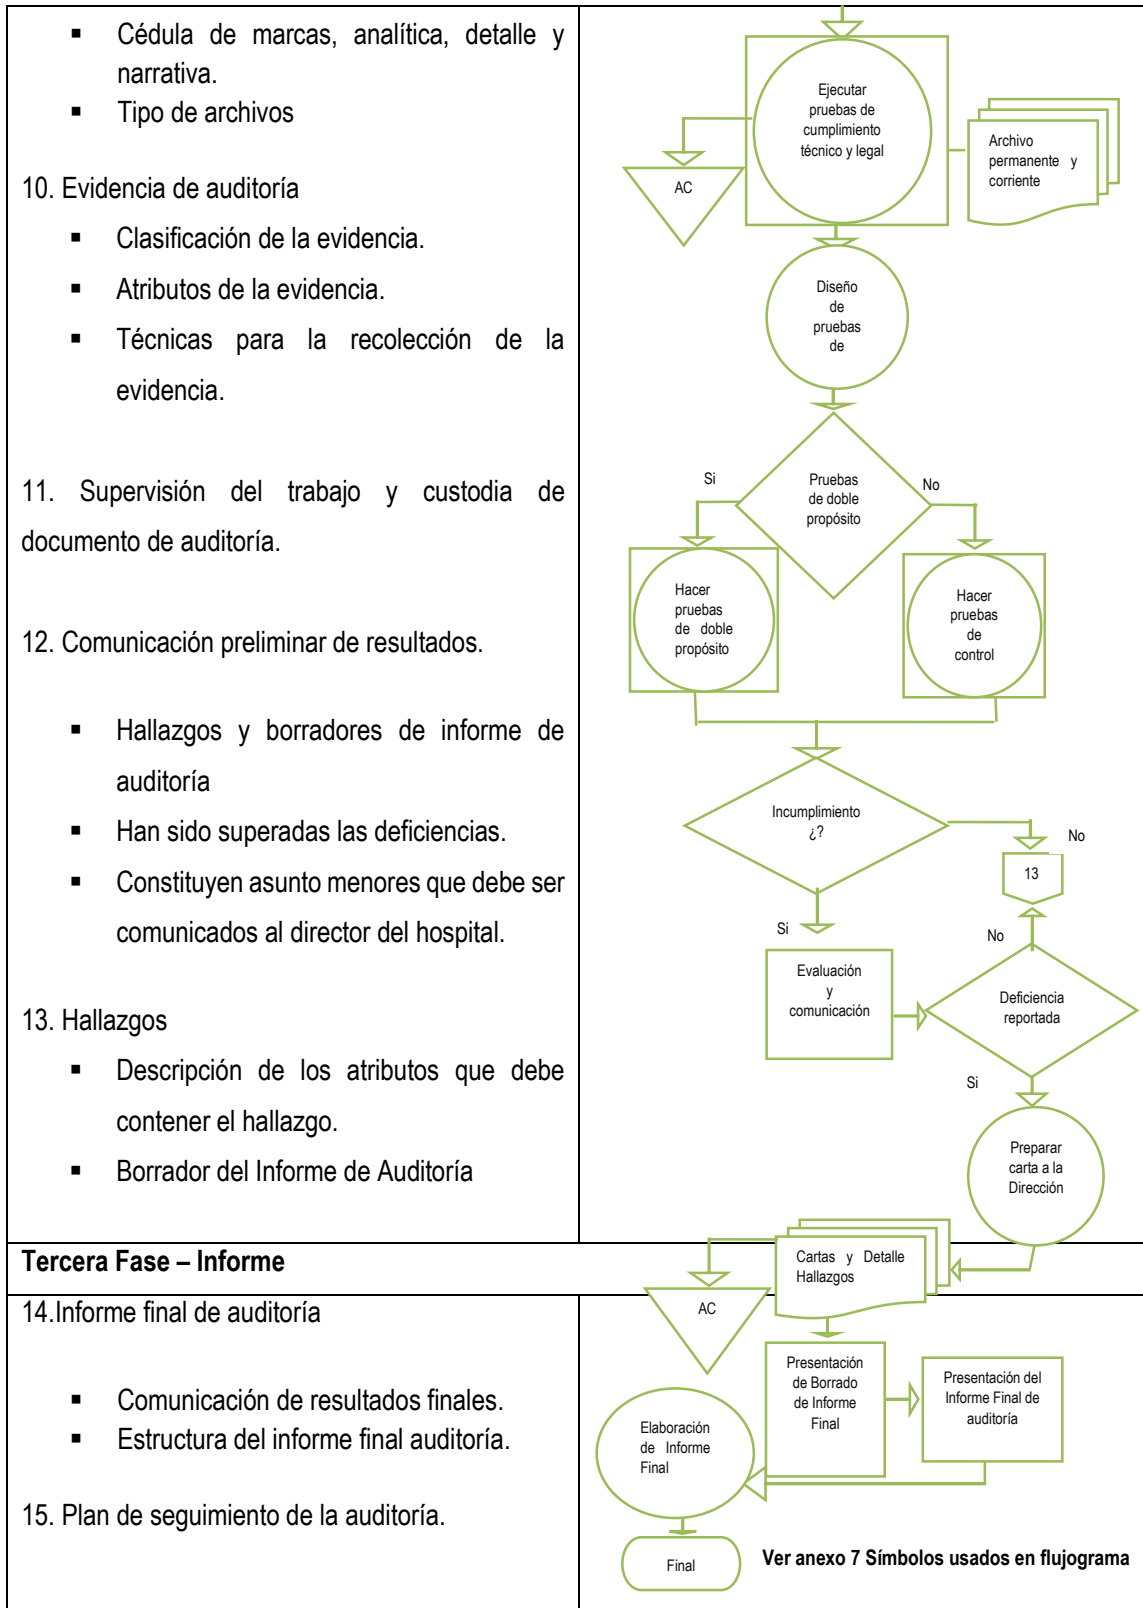 ▪ Cédula de marcas, analítica, detalle y
narrativa.
▪ Tipo de archivos
10. Evidencia de auditoría
▪ Clasificación de la evidencia.
▪ Atributos de la evidencia.
▪ Técnicas para la recolección de la
evidencia.
11. Supervisión del trabajo y custodia de
documento de auditoría.
12. Comunicación preliminar de resultados.
▪ Hallazgos y borradores de informe de
auditoría
▪ Han sido superadas las deficiencias.
▪ Constituyen asunto menores que debe ser
comunicados al director del hospital.
13. Hallazgos
▪ Descripción de los atributos que debe
contener el hallazgo.
▪ Borrador del Informe de Auditoría
Ejecutar
pruebas de
cumplimiento
técnico y legal
Archivo
permanente y
corriente
AC
Diseño
de
pruebas
de
Pruebas
de doble
propósito
Si
No
Hacer
pruebas
de doble
propósito
Hacer
pruebas
de
control
Incumplimiento
¿?
No
13
Si
No
Evaluación
y
comunicación
Deficiencia
reportada
Si
Preparar
carta a la
Dirección
Tercera Fase – Informe
Cartas y Detalle
Hallazgos
AC
14.Informe final de auditoría
▪ Comunicación de resultados finales.
▪ Estructura del informe final auditoría.
15. Plan de seguimiento de la auditoría.
Presentación
de Borrado
de Informe
Final
Presentación del
Informe Final de
auditoría
Elaboración
de Informe
Final
Final
Ver anexo 7 Símbolos usados en flujograma